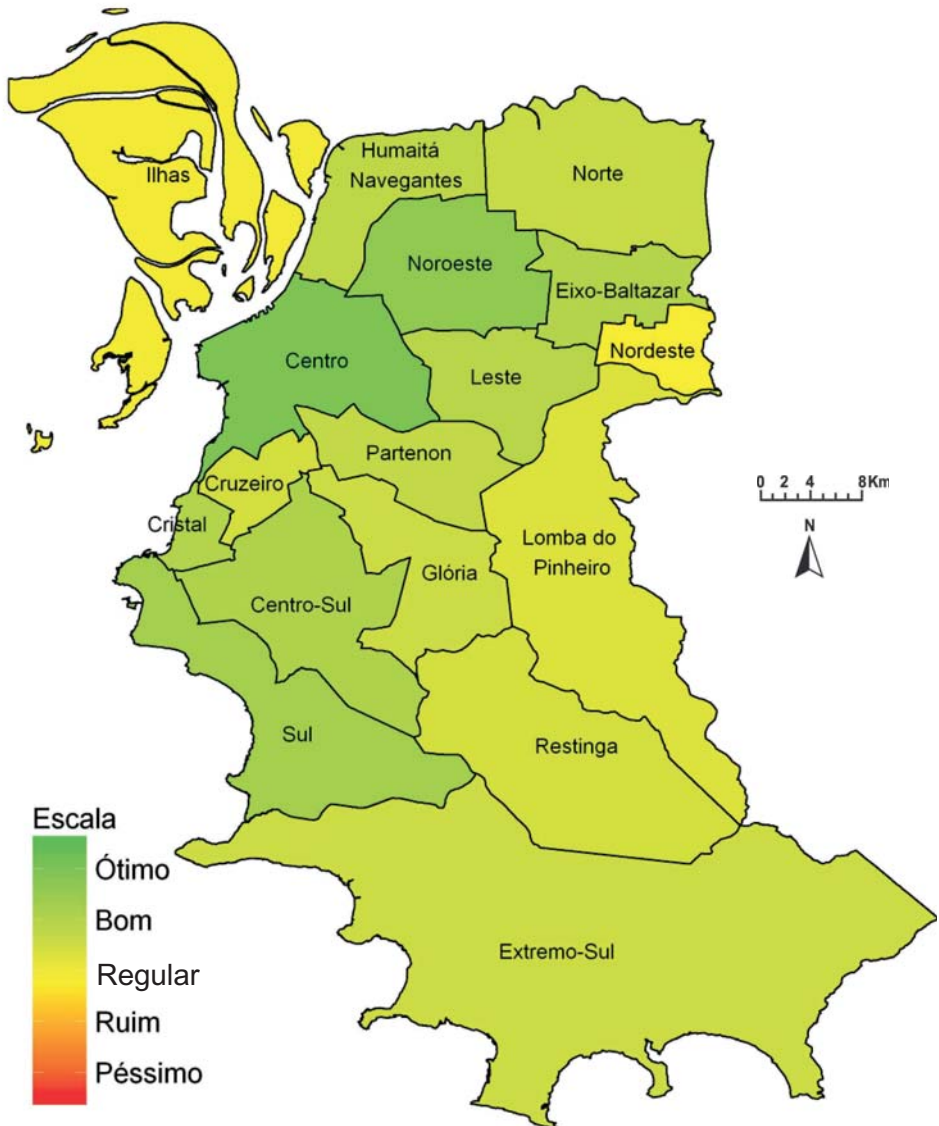 Humaitá
Navegantes
Norte
Ilhas
Noroeste
Eixo-Baltazar
Nordeste
Centro
Leste
Partenon
Cruzeiro
Cristal
0 2 4 8Km
N
Lomba do
Pinheiro
Glória
Centro-Sul
Sul
Restinga
Extremo-Sul
Escala
Ótimo
Bom
Regular
Ruim
Péssimo